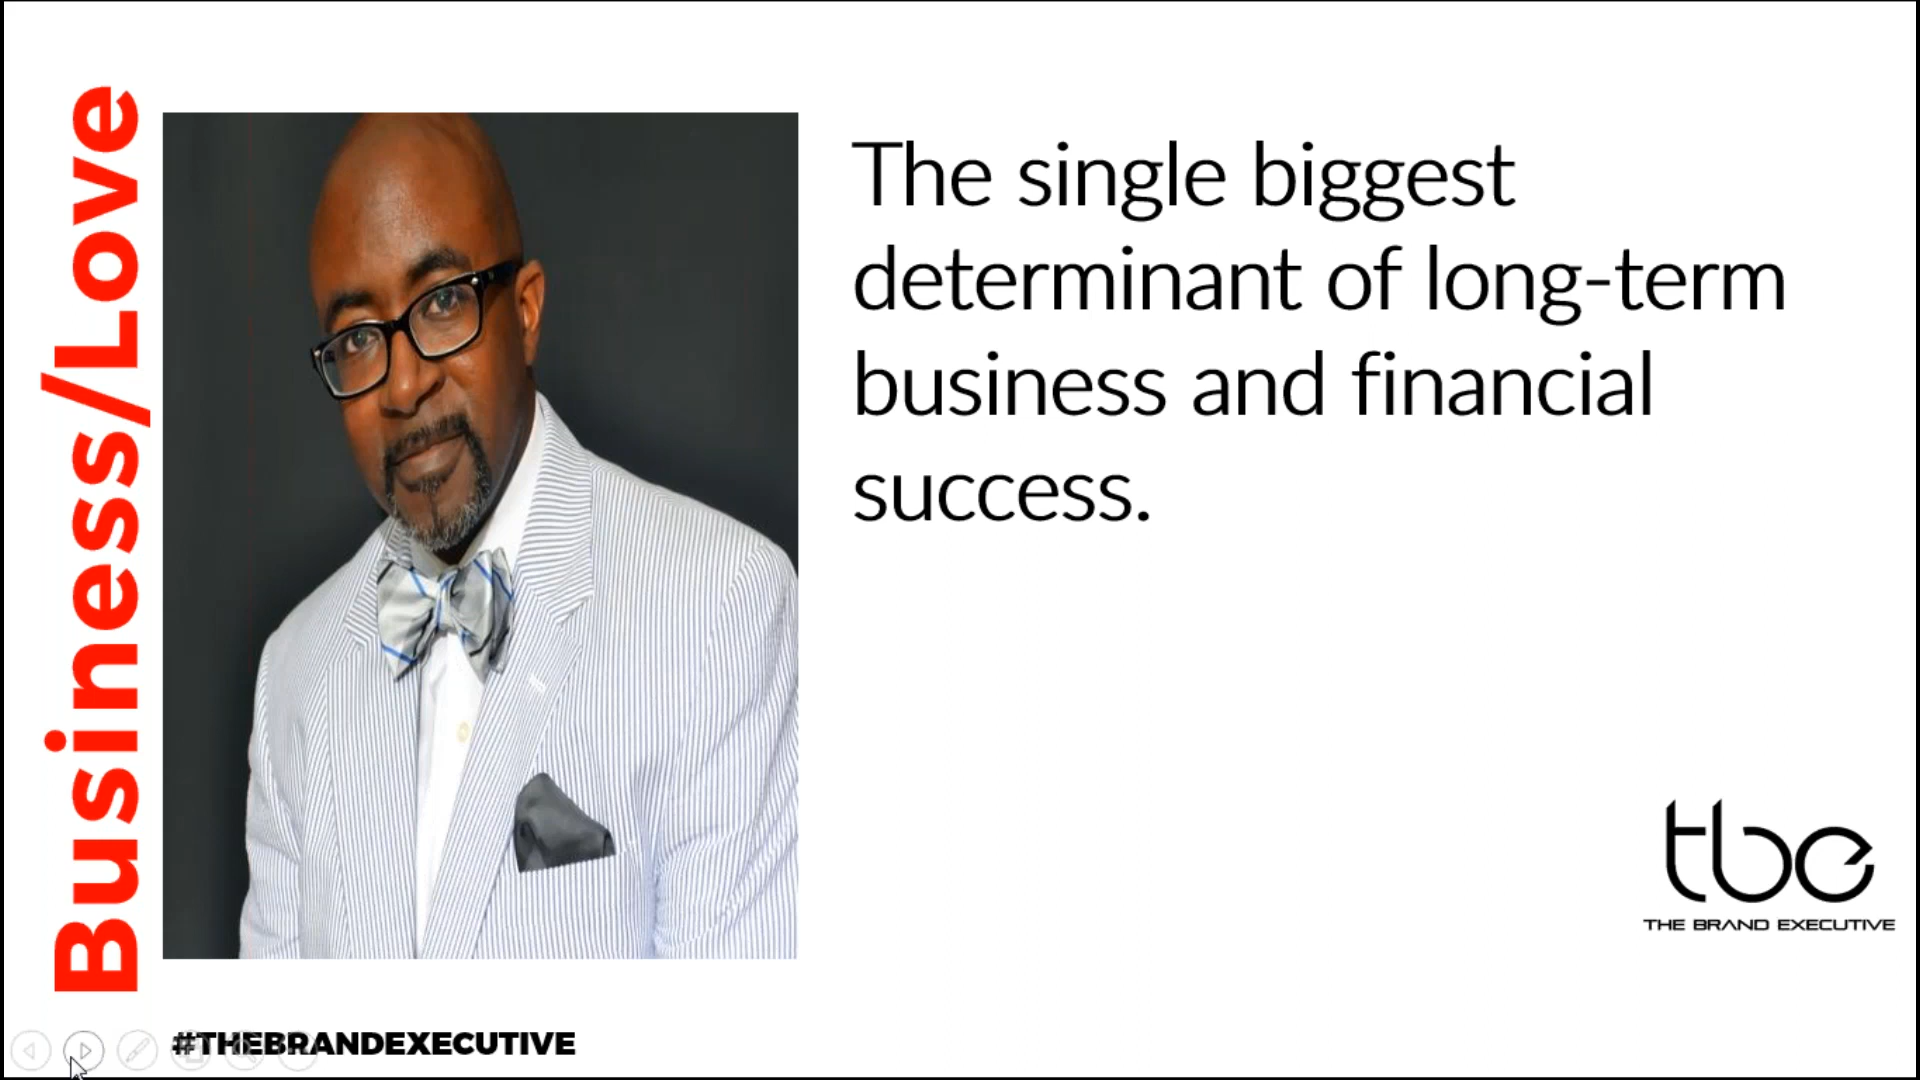 Business/Love
The single biggest
determinant of long-term
business and financial
success.
tbe
THE BRAND EXECUTIVE
#THEBRANDEXECUTIVE